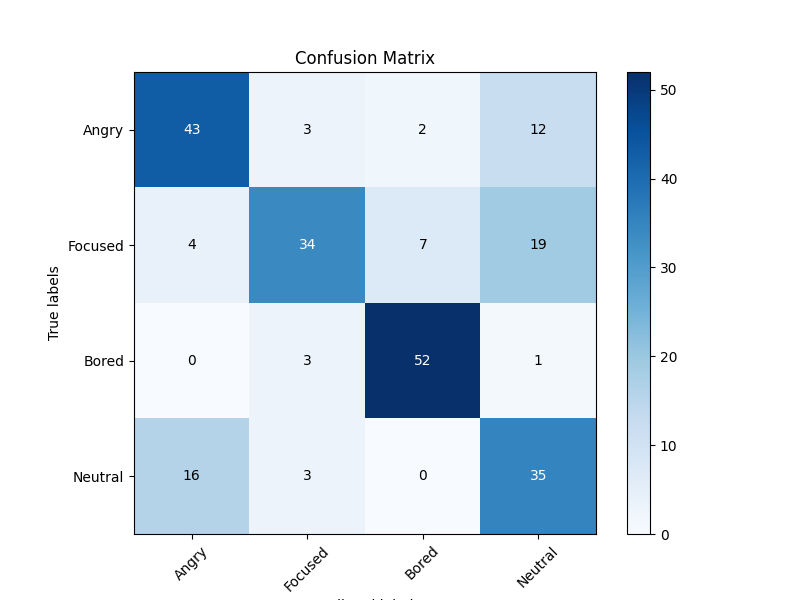 Confusion Matrix
Angry 43 3 2 12
Focused 4 34 7 19
Bored 0 3 52 1
Neutral 16 3 0 35
True labels
Angry Focused Bored Neutral
50
40
30
20
10
0